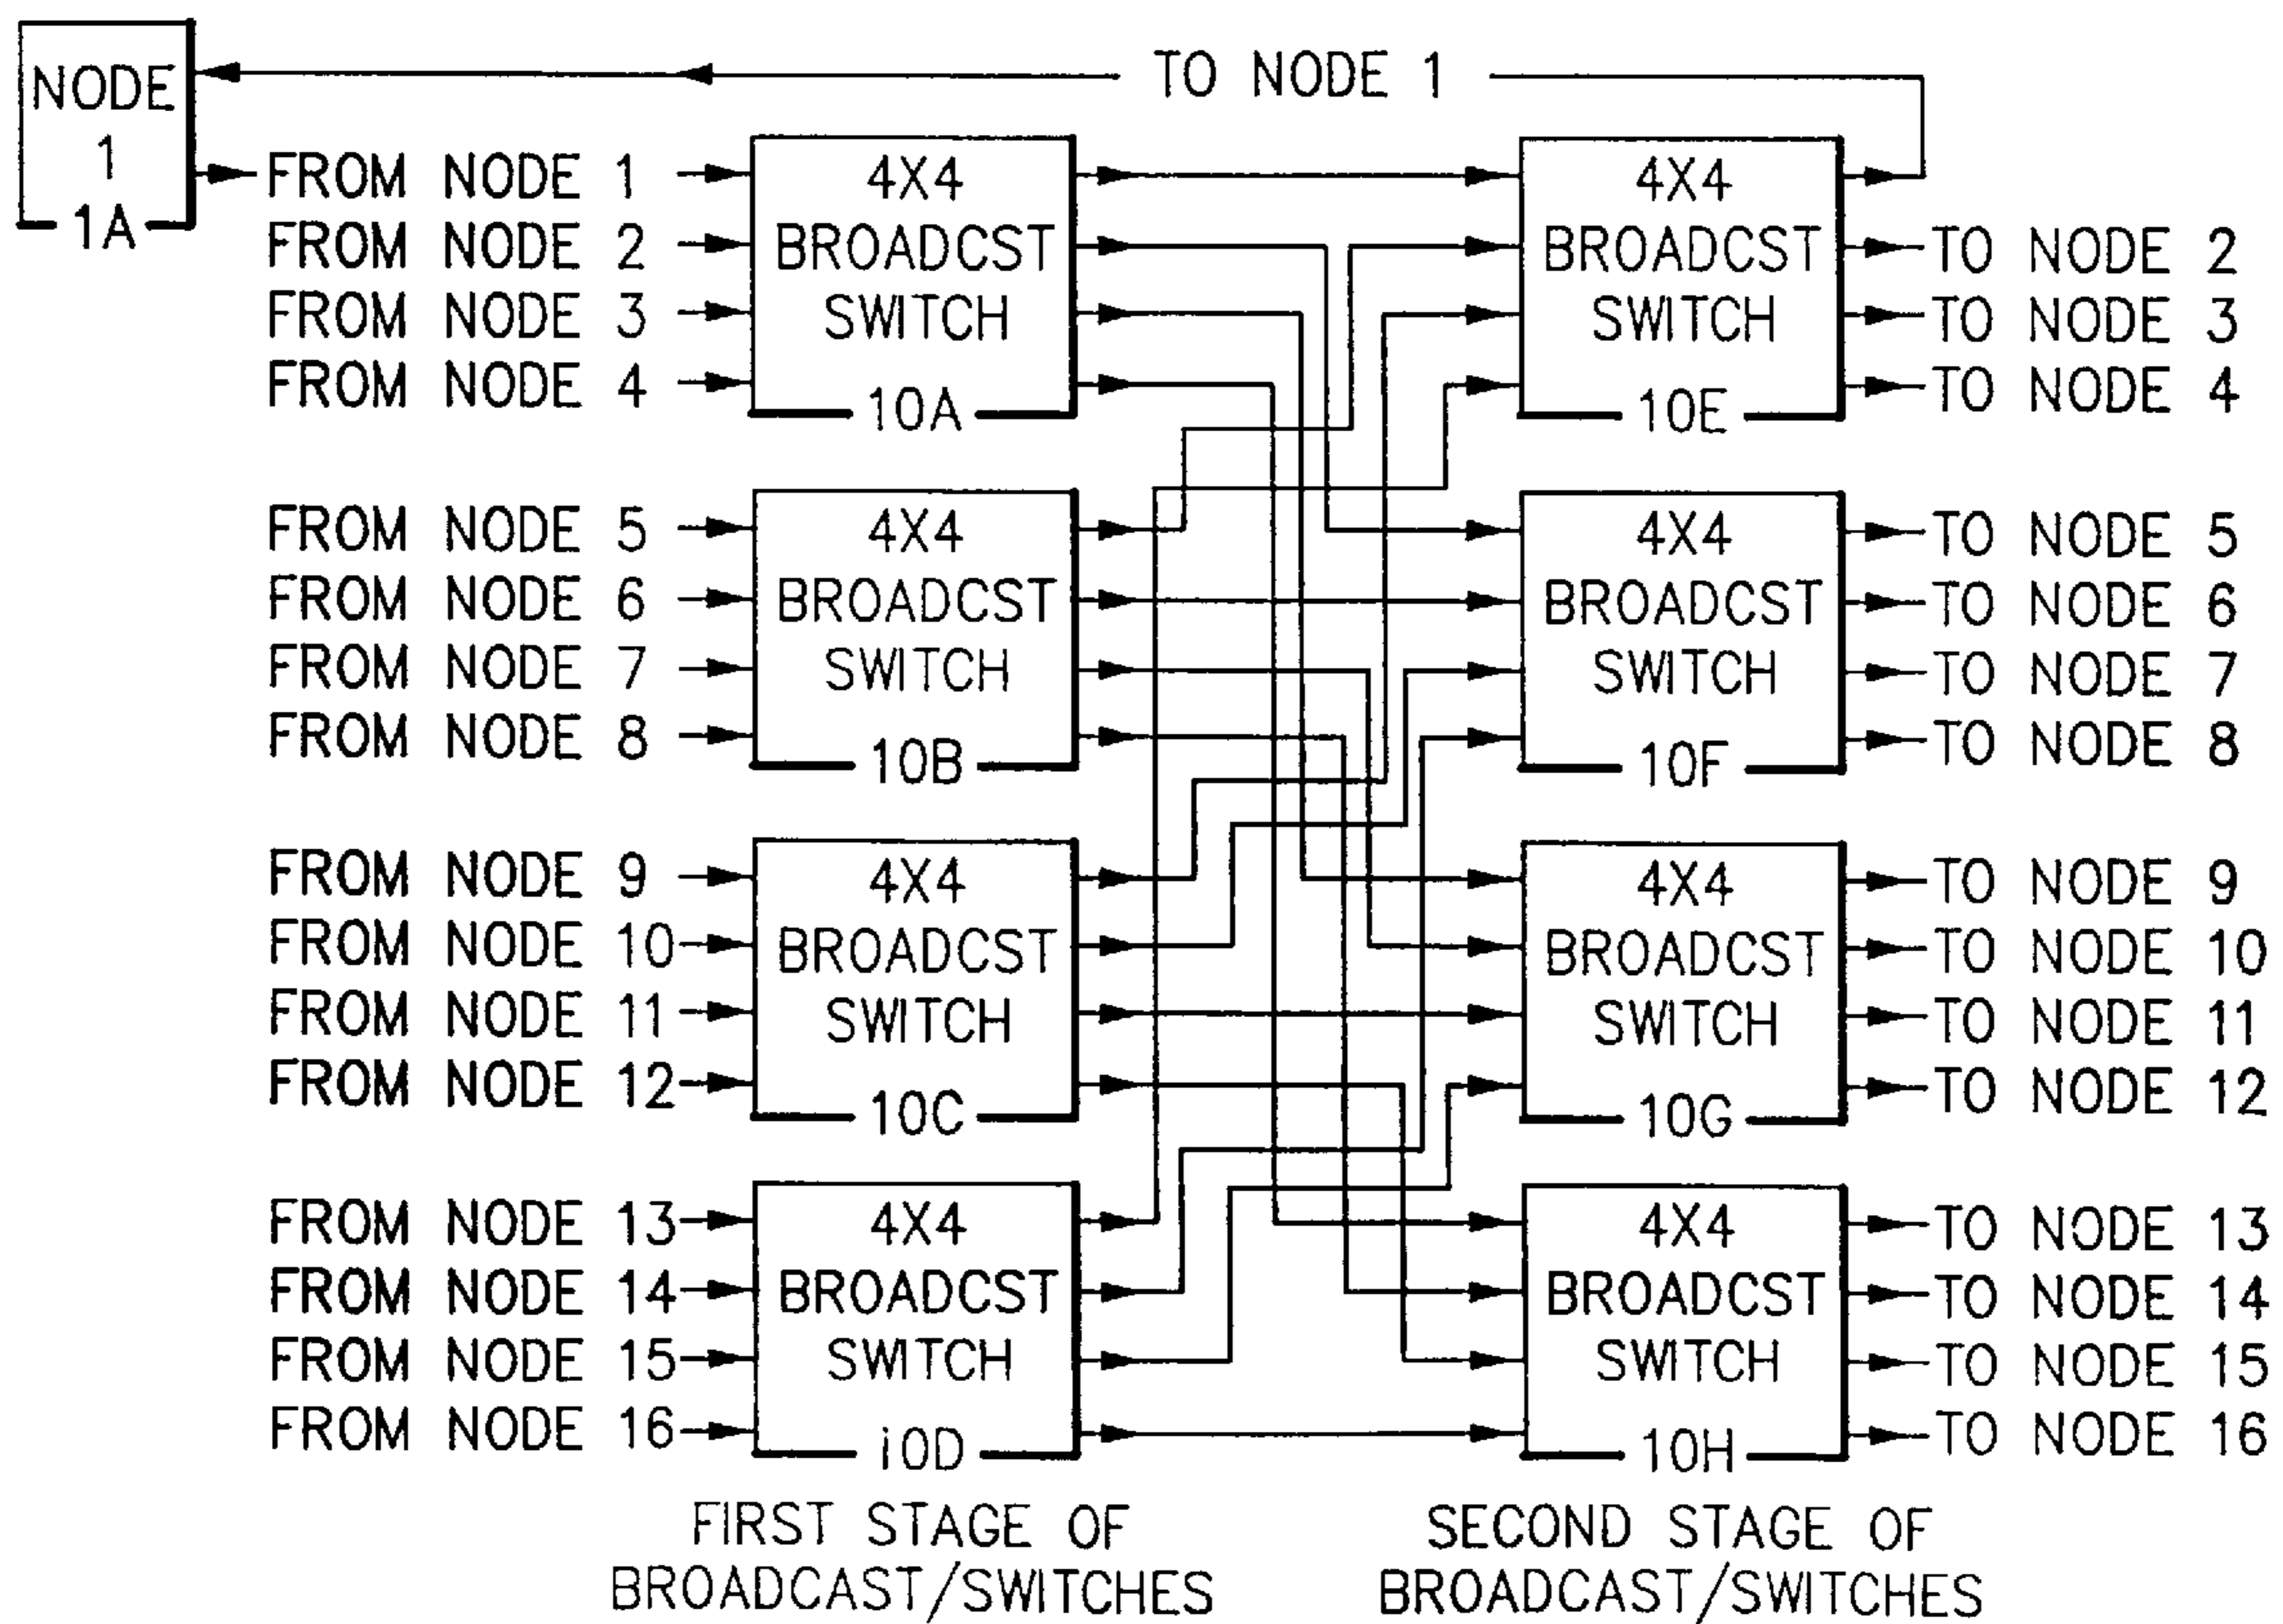 TO NODE 1
NODE
1
1A
FROM NODE 1
FROM NODE 2
FROM NODE 3
FROM NODE 4
4X4
BROADCST
SWITCH
10A
4X4
BROADCST
SWITCH
10E
TO NODE 2
TO NODE 3
TO NODE 4
FROM NODE 5
FROM NODE 6
FROM NODE 7
FROM NODE 8
4X4
BROADCST
SWITCH
10B
4X4
BROADCST
SWITCH
10F
TO NODE 5
TO NODE 6
TO NODE 7
TO NODE 8
FROM NODE 9
FROM NODE 10
FROM NODE 11
FROM NODE 12
4X4
BROADCST
SWITCH
10C
4X4
BROADCST
SWITCH
10G
TO NODE 9
TO NODE 10
TO NODE 11
TO NODE 12
FROM NODE 13
FROM NODE 14
FROM NODE 15
FROM NODE 16
4X4
BROADCST
SWITCH
10D
4X4
BROADCST
SWITCH
10H
TO NODE 13
TO NODE 14
TO NODE 15
TO NODE 16
FIRST STAGE OF
BROADCAST/SWITCHES
SECOND STAGE OF
BROADCAST/SWITCHES